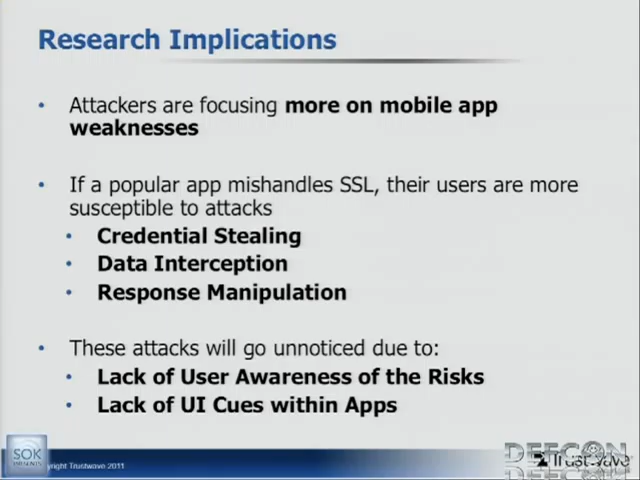 Research Implications
• Attackers are focusing more on mobile app
weaknesses
• If a popular app mishandles SSL, their users are more
susceptible to attacks
• Credential Stealing
• Data Interception
• Response Manipulation
• These attacks will go unnoticed due to:
• Lack of User Awareness of the Risks
• Lack of UI Cues within Apps
SOK
Trustwave 2011
DEFCON
Trustwave